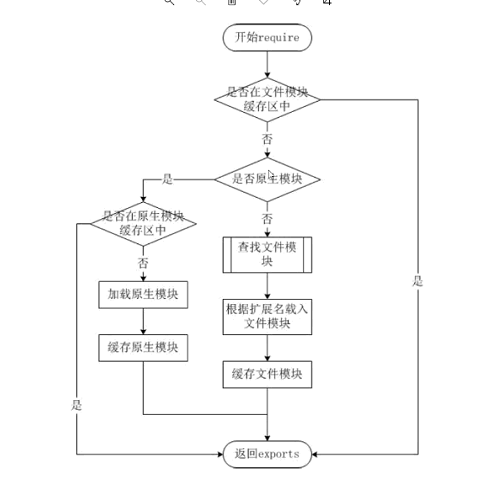 开始require
是否在文件模块
缓存区中
否
是
是否原生模块
是否在原生模块
缓存区中
否
查找文件模
块
否
是
加载原生模块
根据扩展名载入
文件模块
缓存原生模块
缓存文件模块
是
返回exports